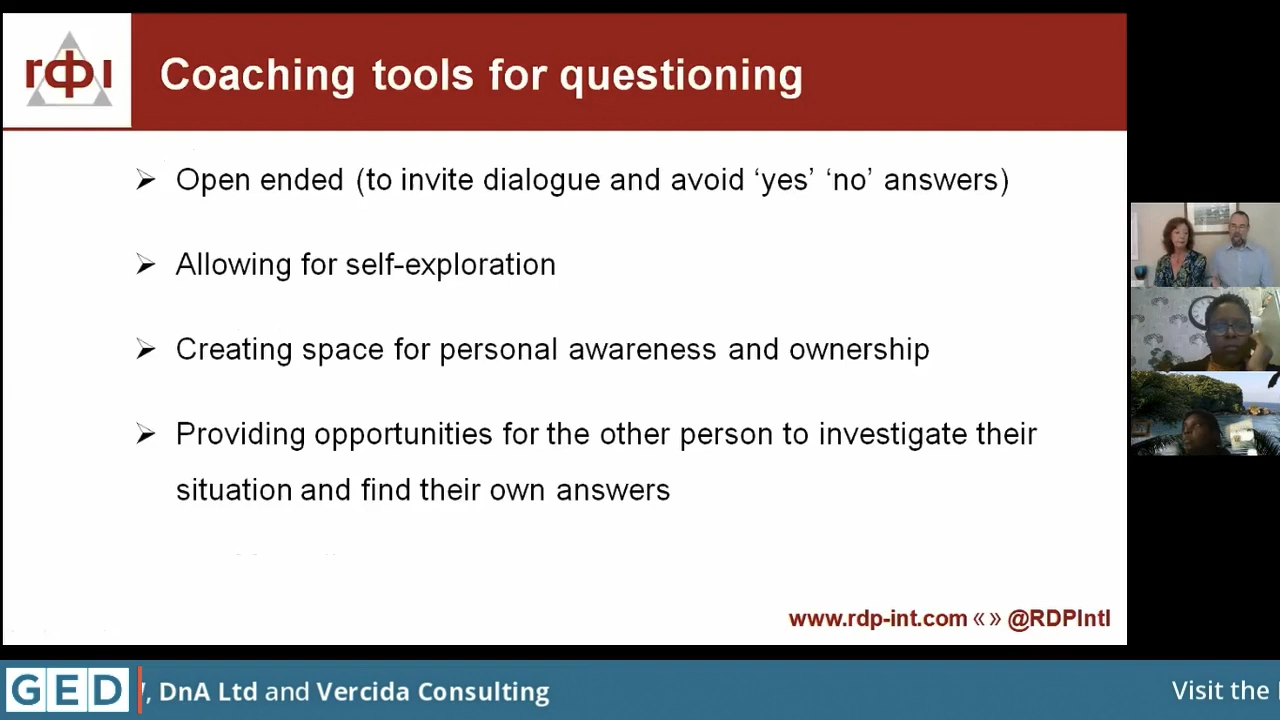 rφι
Coaching tools for questioning
Open ended (to invite dialogue and avoid ‘yes’ ‘no’ answers)
Allowing for self-exploration
Creating space for personal awareness and ownership
Providing opportunities for the other person to investigate their
situation and find their own answers
www.rdp-int.com «» @RDPIntl
GED , DnA Ltd and Vercida Consulting Visit the